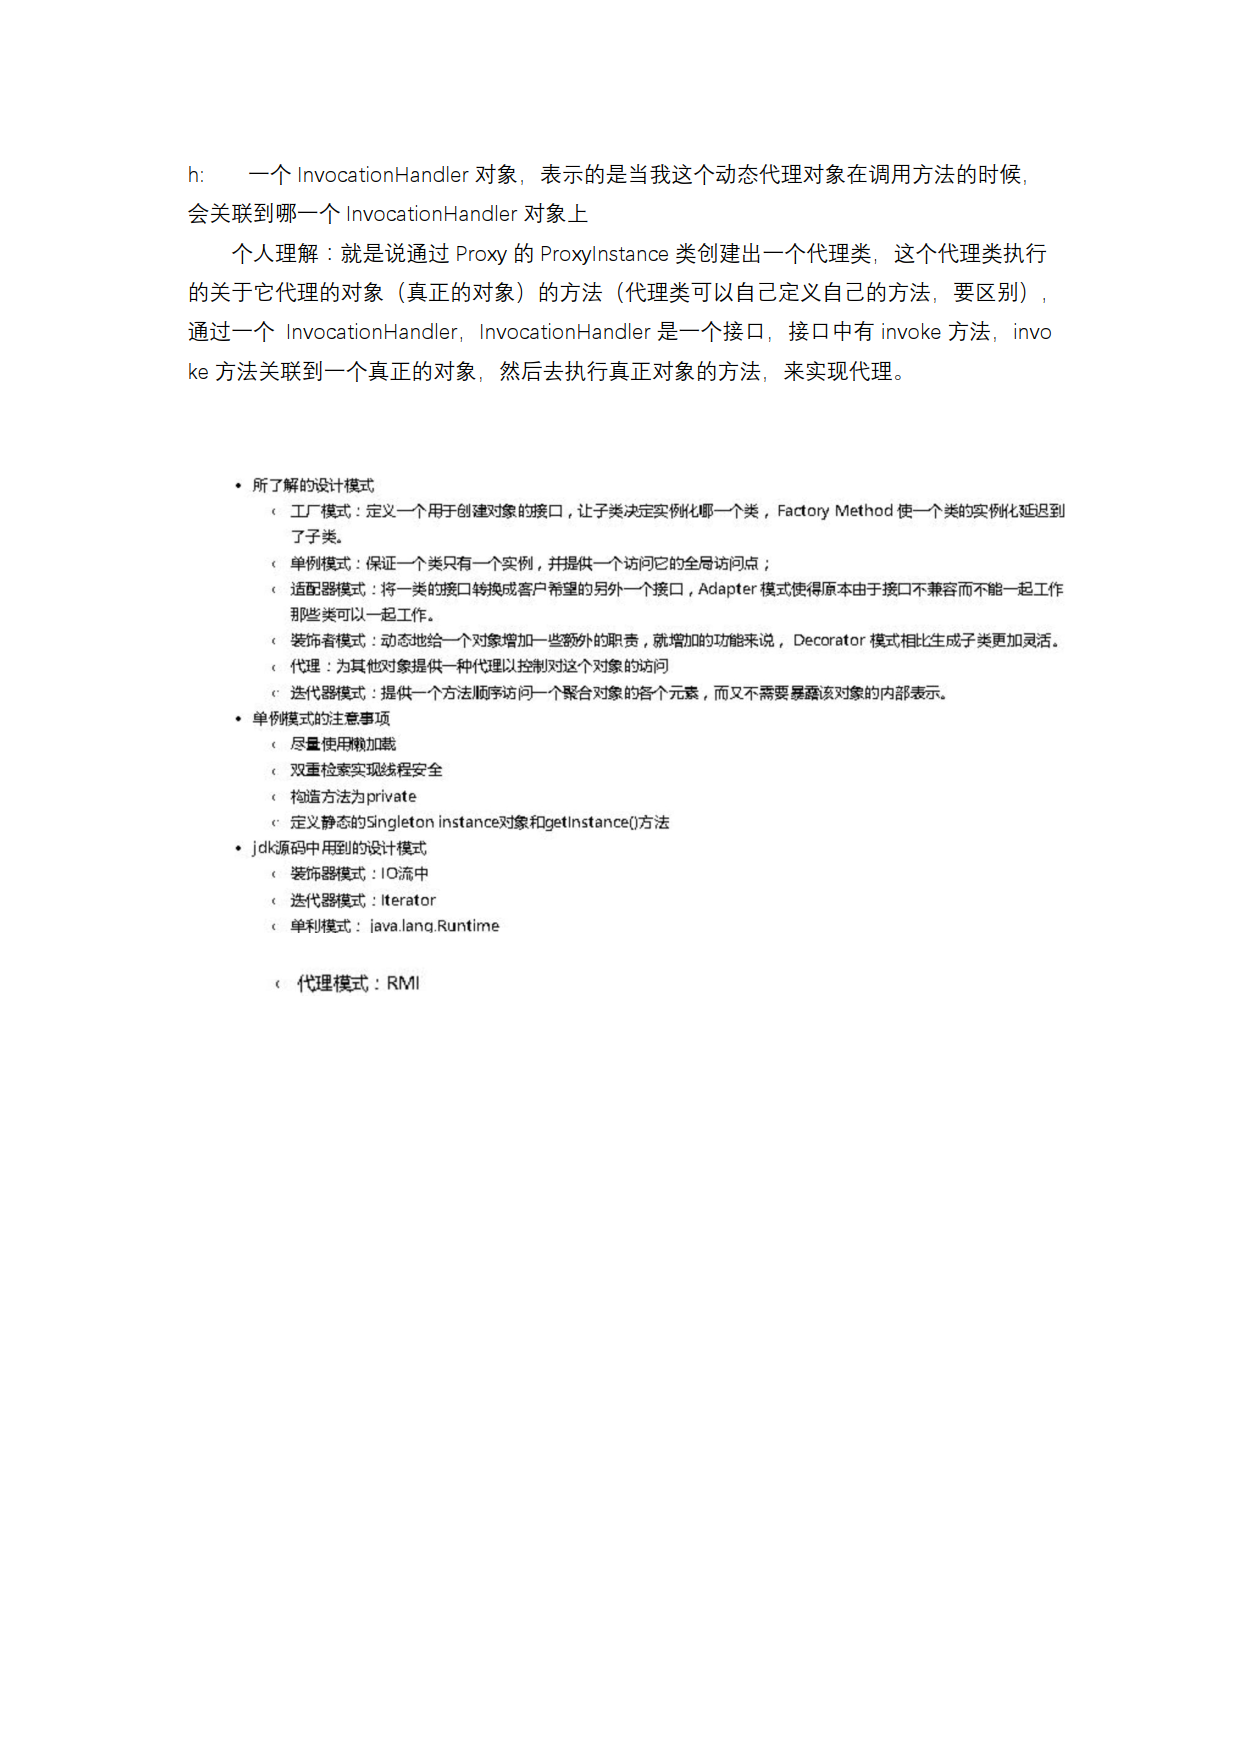 h: 一个 InvocationHandler 对象，表示的是当我这个动态代理对象在调用方法的时候，
会关联到哪一个 InvocationHandler 对象上
个人理解：就是说通过 Proxy 的 ProxyInstance 类创建出一个代理类，这个代理类执行
的关于它代理的对象（真正的对象）的方法（代理类可以自己定义自己的方法，要区别），
通过一个 InvocationHandler，InvocationHandler 是一个接口，接口中有 invoke 方法，invo
ke 方法关联到一个真正的对象，然后去执行真正对象的方法，来实现代理。
• 所了解的设计模式
‹ 工厂模式：定义一个用于创建对象的接口，让子类决定实例化哪一个类， Factory Method 使一个类的实例化延迟到
了子类。
‹ 单例模式：保证一个类只有一个实例，并提供一个访问它的全局访问点；
‹ 适配器模式：将一类的接口转换成客户希望的另外一个接口，Adapter 模式使得原本由于接口不兼容而不能一起工作
那些类可以一起工作。
‹ 装饰者模式：动态地给一个对象增加一些额外的职责，就增加的功能来说， Decorator 模式相比生成子类更加灵活。
‹ 代理：为其他对象提供一种代理以控制对这个对象的访问
‹ 迭代器模式：提供一个方法顺序访问一个聚合对象的各个元素，而又不需要暴露该对象的内部表示。
• 单例模式的注意事项
‹ 尽量使用懒加载
‹ 双重检索实现线程安全
‹ 构造方法为private
‹ 定义静态的Singleton instance对象和getInstance()方法
• jdk源码中用到的设计模式
‹ 装饰器模式：IO流中
‹ 迭代器模式：Iterator
‹ 单利模式： java.lang.Runtime
‹ 代理模式：RMI